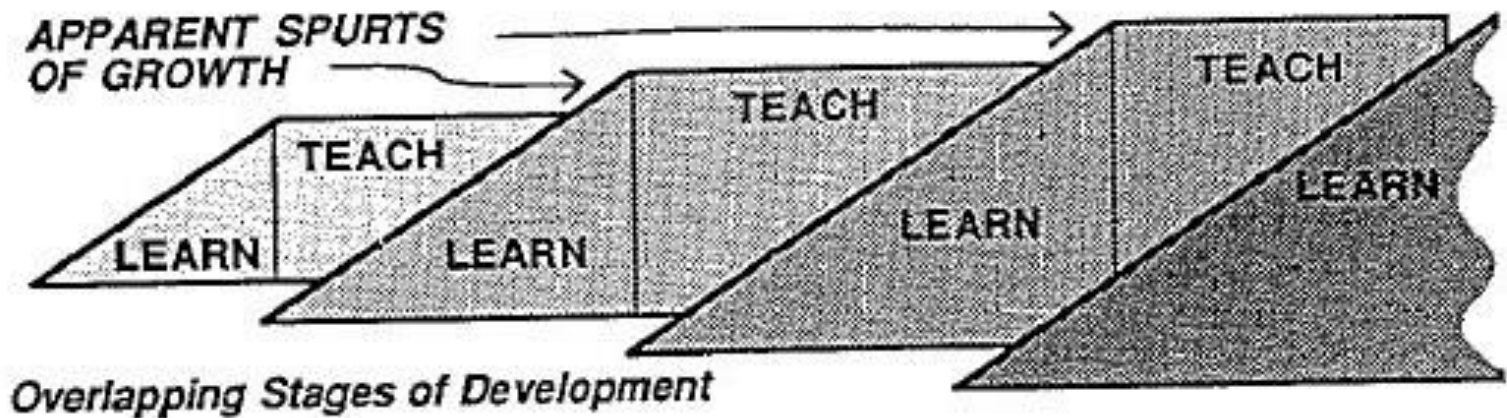 APPARENT SPURTS
OF GROWTH
TEACH
TEACH
TEACH
LEARN
LEARN
LEARN
LEARN
Overlapping Stages of Development